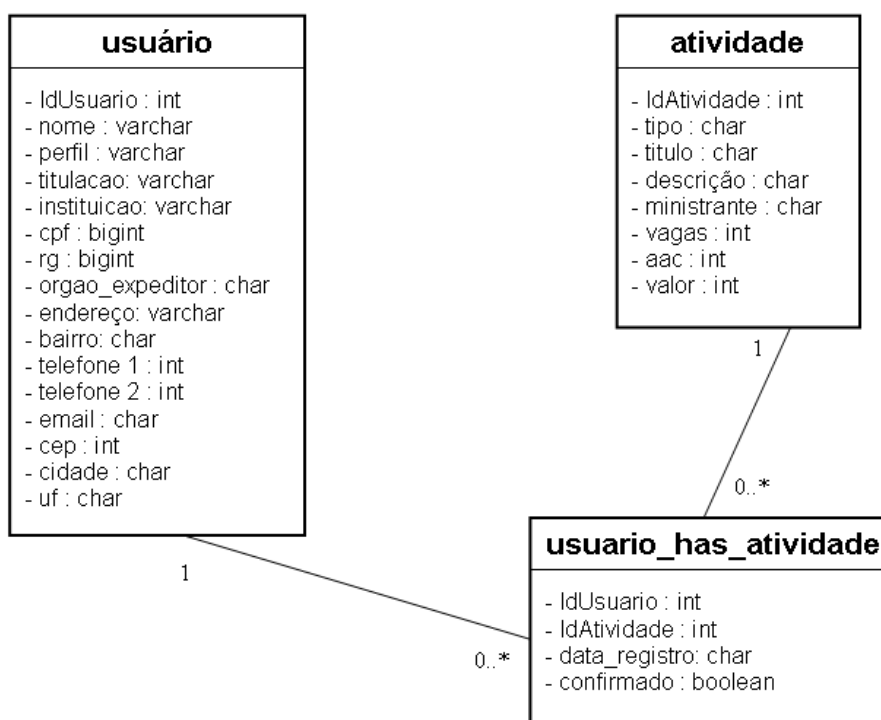 usuário
- IdUsuario : int
- nome : varchar
- perfil : varchar
- titulacao: varchar
- instituicao: varchar
- cpf : bigint
- rg : bigint
- orgao_expeditor : char
- endereço: varchar
- bairro: char
- telefone 1 : int
- telefone 2 : int
- email : char
- cep : int
- cidade : char
- uf : char
atividade
- IdAtividade : int
- tipo : char
- titulo : char
- descrição : char
- ministrante : char
- vagas : int
- aac : int
- valor : int
1
0..*
1
0..*
usuario_has_atividade
- IdUsuario : int
- IdAtividade : int
- data_registro: char
- confirmado : boolean